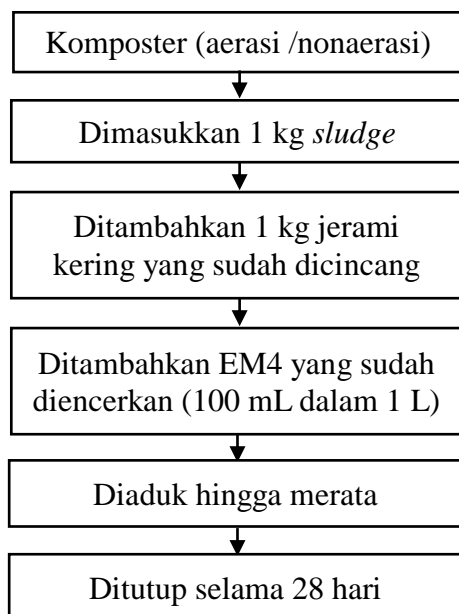 Komposter (aerasi /nonaerasi)
Dimasukkan 1 kg sludge
Ditambahkan 1 kg jerami
kering yang sudah dicincang
Ditambahkan EM4 yang sudah
diencerkan (100 mL dalam 1 L)
Diaduk hingga merata
Ditutup selama 28 hari